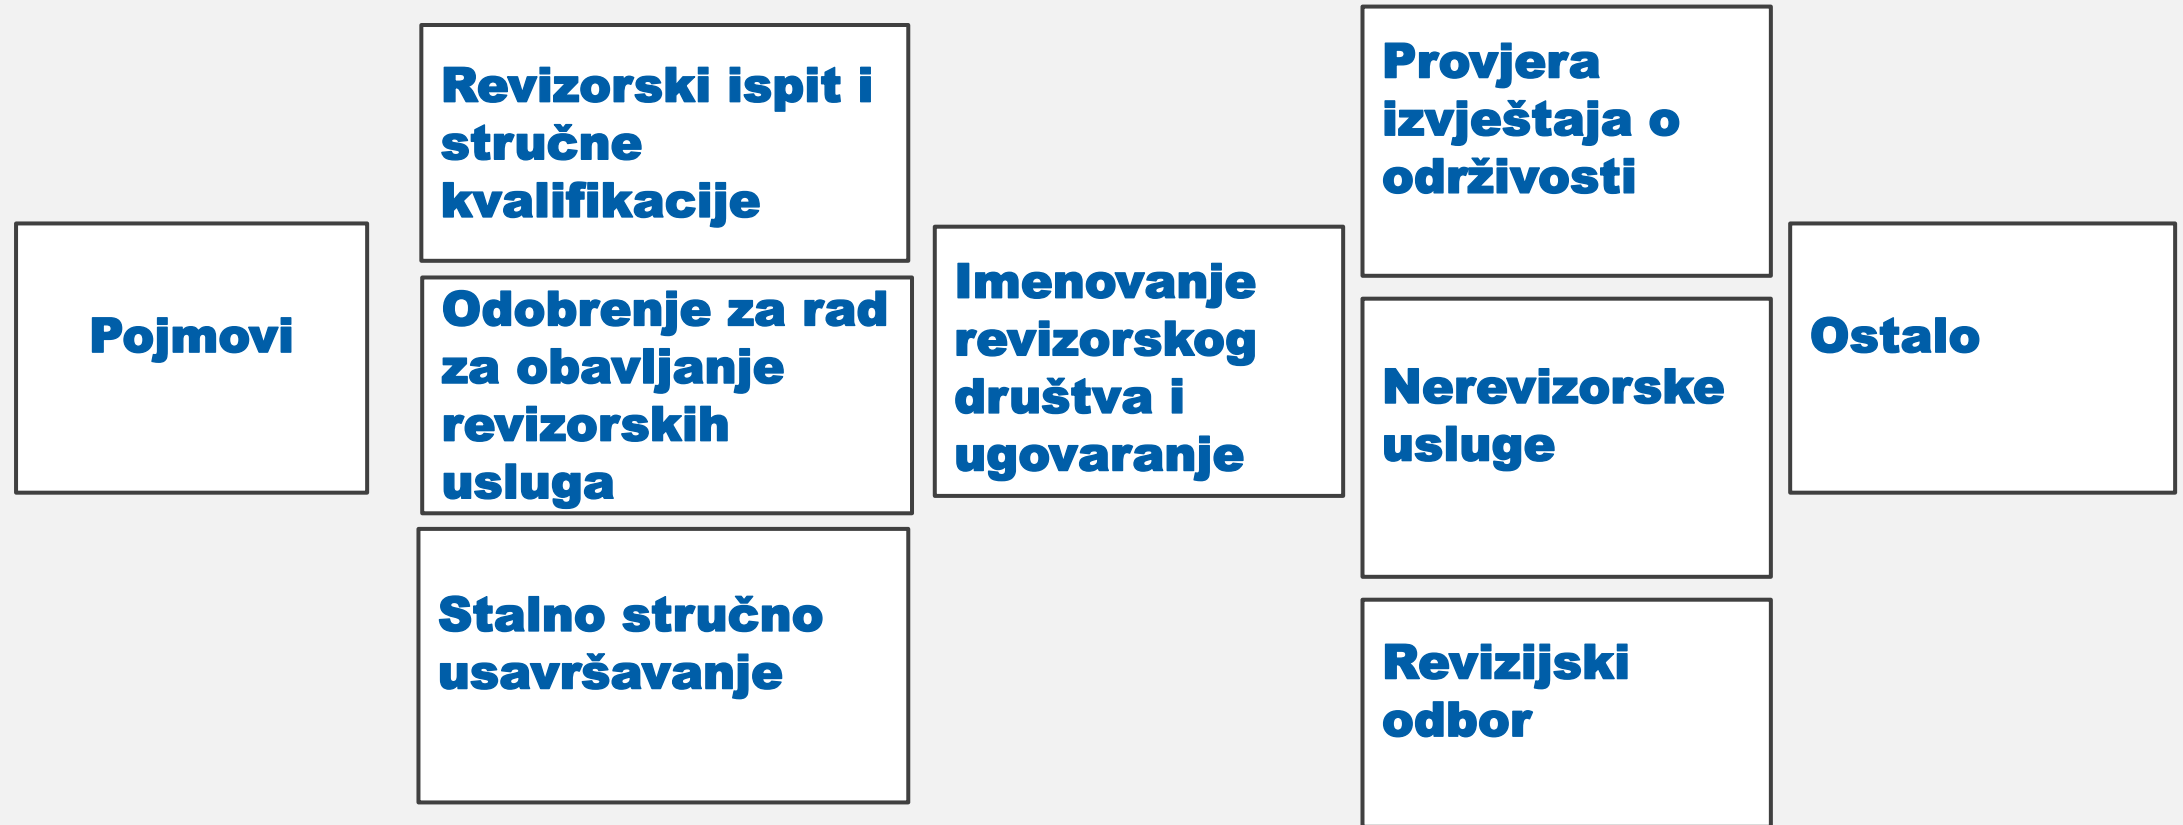 Pojmovi
Revizorski ispit i
stručne
kvalifikacije
Odobrenje za rad
za obavljanje
revizorskih
usluga
Stalno stručno
usavršavanje
Imenovanje
revizorskog
društva i
ugovaranje
Provjera
izvještaja o
održivosti
Nerevizorske
usluge
Revizijski
odbor
Ostalo